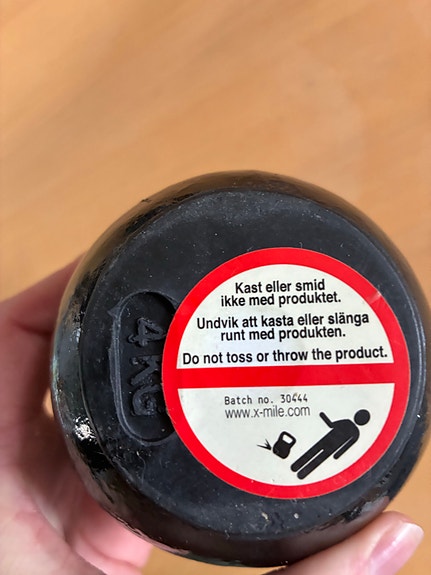 Kast eller smid
ikke med produktet.
Undvik att kasta eller slänga
runt med produkten.
Do not toss or throw the product.
Batch no. 30444
www.x-mile.com
4 KG